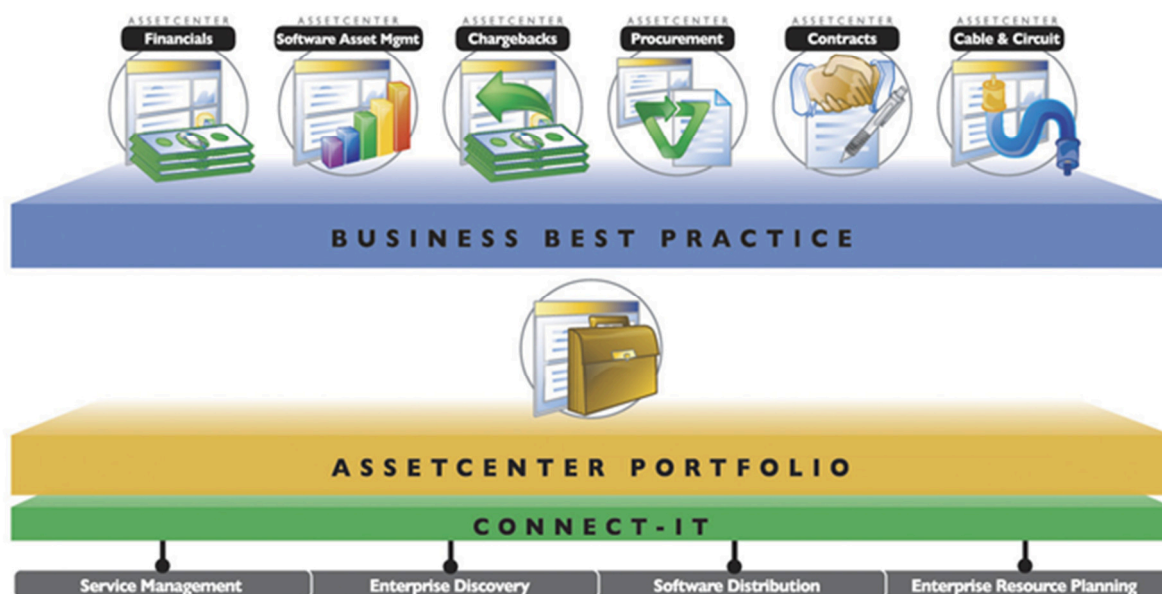 ASSETCENTER ASSETCENTER ASSETCENTER ASSETCENTER ASSETCENTER ASSETCENTER
Financials Software Asset Mgmt Chargebacks Procurement Contracts Cable & Circuit
BUSINESS BEST PRACTICE
ASSETCENTER PORTFOLIO
CONNECT-IT
Service Management Enterprise Discovery Software Distribution Enterprise Resource Planning